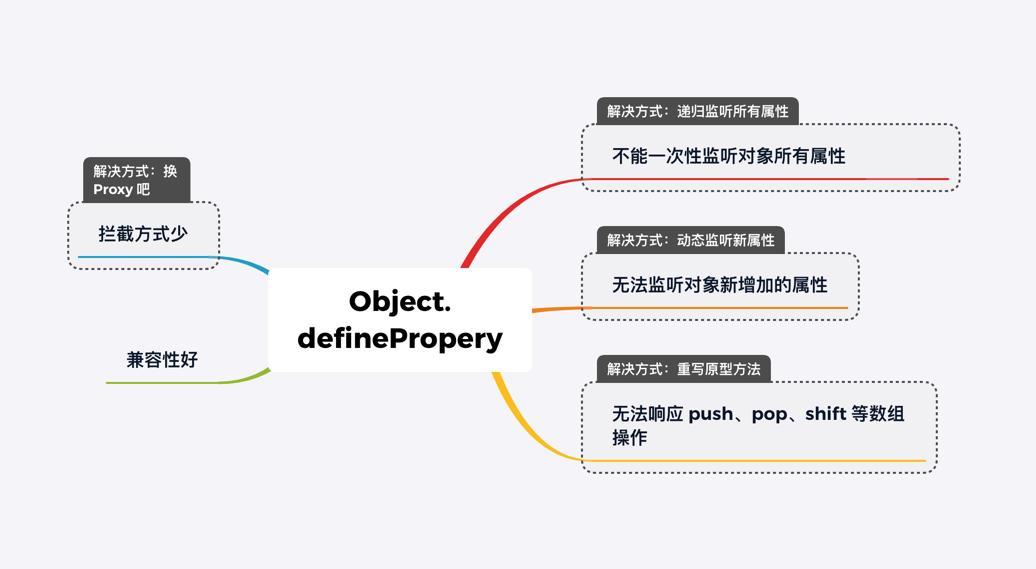 解决方式：递归监听所有属性
不能一次性监听对象所有属性
解决方式：换
Proxy 吧
拦截方式少
解决方式：动态监听新属性
无法监听对象新增加的属性
Object.
definePropery
兼容性好
解决方式：重写原型方法
无法响应 push、pop、shift 等数组
操作